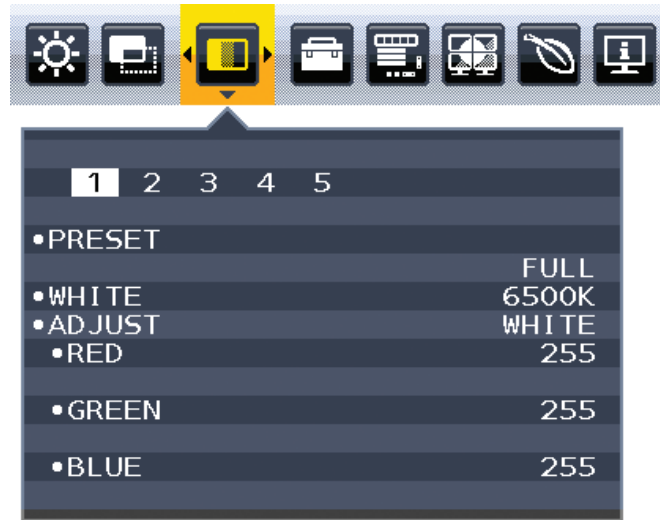 1 2 3 4 5
•PRESET
FULL
•WHITE 6500K
•ADJUST WHITE
•RED 255
•GREEN 255
•BLUE 255